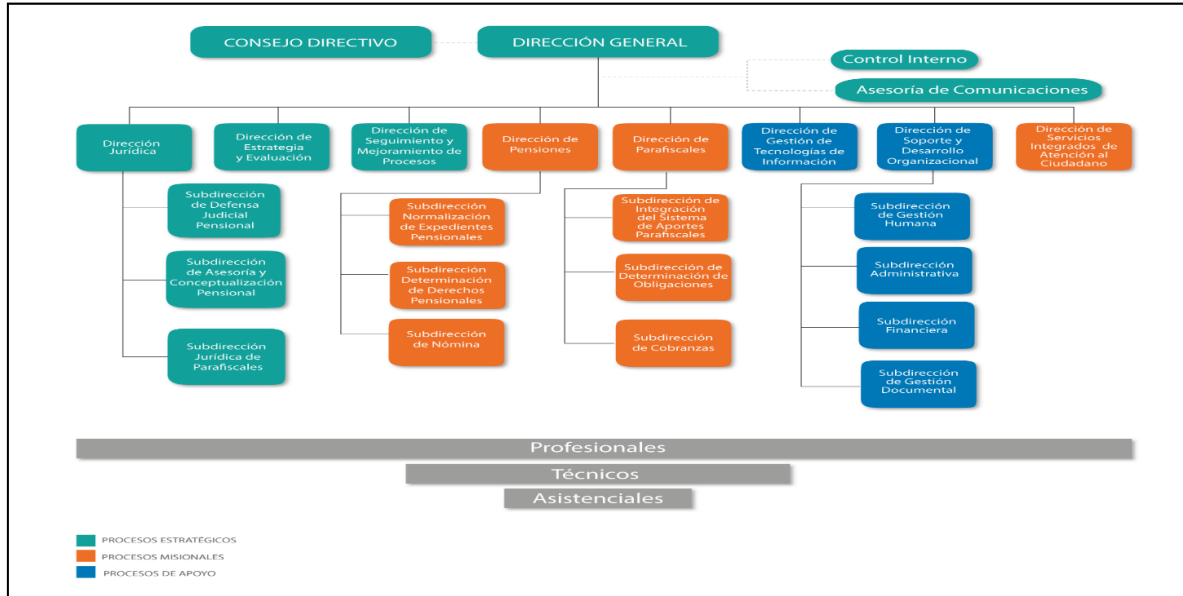 CONSEJO DIRECTIVO
DIRECCIÓN GENERAL
Control Interno
Asesoría de Comunicaciones
Dirección
Jurídica
Dirección de
Estrategia
y Evaluación
Dirección de
Seguimiento y
Mejoramiento de
Procesos
Dirección de
Pensiones
Dirección de
Parafiscales
Dirección de
Gestión de
Tecnologías de
Información
Dirección de
Soporte y
Desarrollo
Organizacional
Dirección
de Servicios
Integrados de
Atención al
Ciudadano
Subdirección
de Defensa
Judicial
Pensional
Subdirección
de Asesoría y
Conceptualización
Pensional
Subdirección
Jurídica de
Parafiscales
Subdirección
Normalización
de Expedientes
Pensionales
Subdirección
Determinación
de Derechos
Pensionales
Subdirección
de Nómina
Subdirección de
Integración
del Sistema
de Aportes
Parafiscales
Subdirección de
Determinación de
Obligaciones
Subdirección
de Cobranzas
Subdirección
de Gestión
Humana
Subdirección
Administrativa
Subdirección
Financiera
Subdirección
de Gestión
Documental
Profesionales
Técnicos
Asistenciales
PROCESOS ESTRATÉGICOS
PROCESOS MISIONALES
PROCESOS DE APOYO